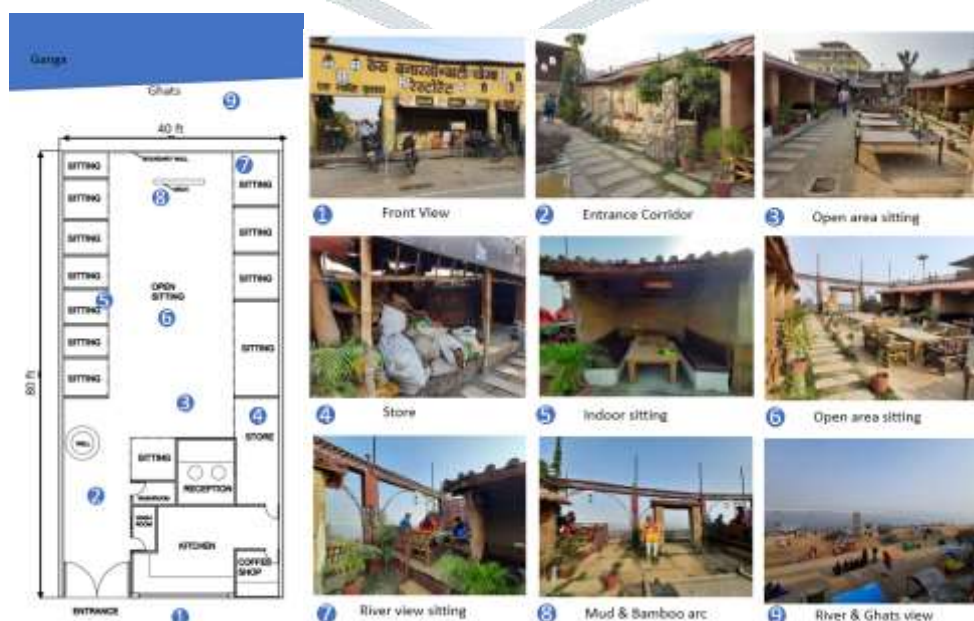 Ganga
Ghats
9
40 ft
BOUNDARY WALL
SITTING
7
SITTING
SITTING
8
SITTING
SITTING
SITTING
SITTING
OPEN
SITTING
5
SITTING
6
SITTING
SITTING
SITTING
80 ft
3
4
STORE
WELL
SITTING
RECEPTION
2
WASHROOM
KITCHEN
COFFEE
SHOP
ENTRANCE
1
रेस्टोरेंट
1 Front View
2 Entrance Corridor
3 Open area sitting
4 Store
5 Indoor sitting
6 Open area sitting
7 River view sitting
8 Mud & Bamboo arc
9 River & Ghats view